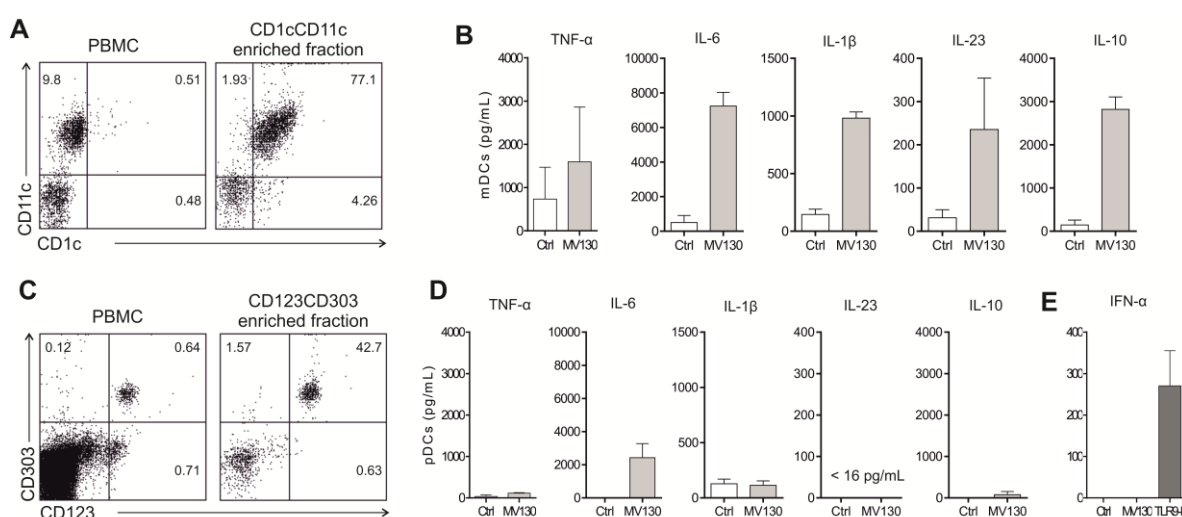 A
PBMC
CD1cCD11c
enriched fraction
9.8
0.51
0.48
1.93
77.1
4.26
CD11c
CD1c
B
TNF-α
IL-6
IL-1β
IL-23
IL-10
mDCs (pg/mL)
4000
3000
2000
1000
0
Ctrl MV130
10000
8000
6000
4000
2000
0
Ctrl MV130
1500
1000
500
0
Ctrl MV130
400
300
200
100
0
Ctrl MV130
4000
3000
2000
1000
0
Ctrl MV130
C
PBMC
CD123CD303
enriched fraction
0.12
0.64
0.71
1.57
42.7
0.63
CD303
CD123
D
TNF-α
IL-6
IL-1β
IL-23
IL-10
pDCs (pg/mL)
4000
3000
2000
1000
0
Ctrl MV130
10000
8000
6000
4000
2000
0
Ctrl MV130
1500
1000
500
0
Ctrl MV130
400
300
200
100
0
< 16 pg/mL
Ctrl MV130
4000
3000
2000
1000
0
Ctrl MV130
E
IFN-α
400
300
200
100
0
Ctrl MV130